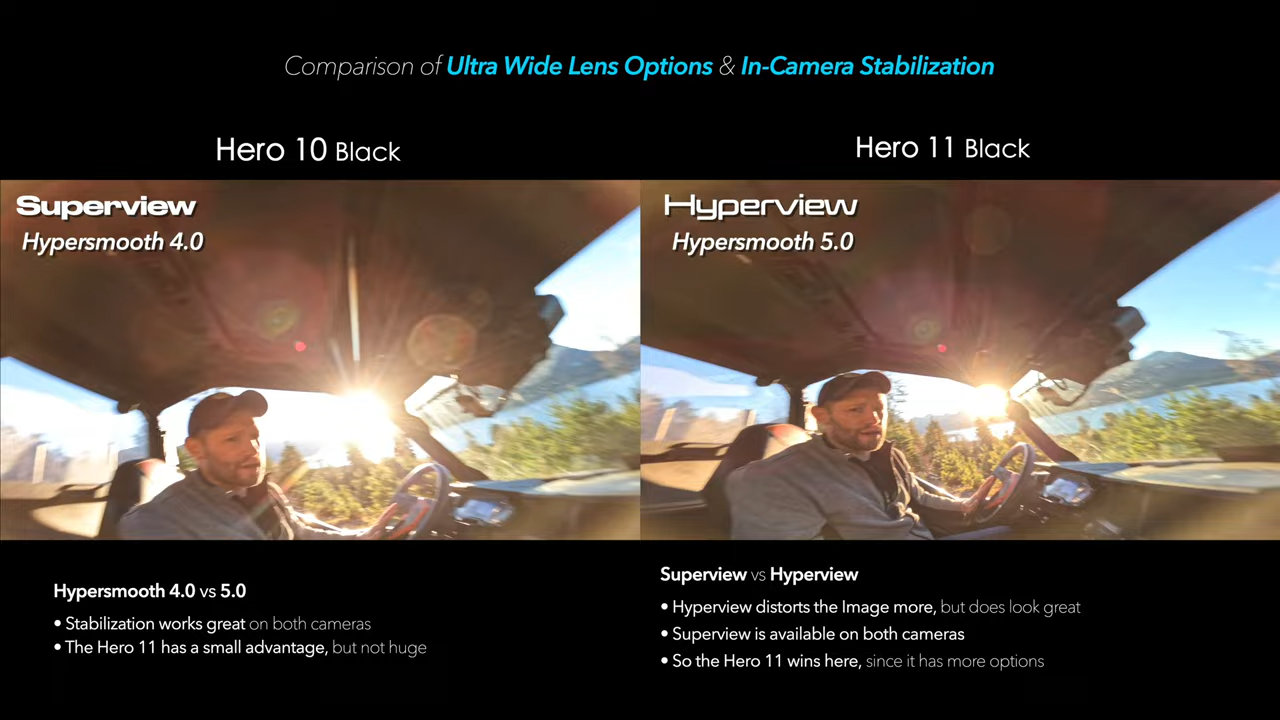 Comparison of Ultra Wide Lens Options & In-Camera Stabilization
Hero 10 Black
Superview
Hypersmooth 4.0
Hero 11 Black
Hyperview
Hypersmooth 5.0
Hypersmooth 4.0 vs 5.0
• Stabilization works great on both cameras
• The Hero 11 has a small advantage, but not huge
Superview vs Hyperview
• Hyperview distorts the Image more, but does look great
• Superview is available on both cameras
• So the Hero 11 wins here, since it has more options